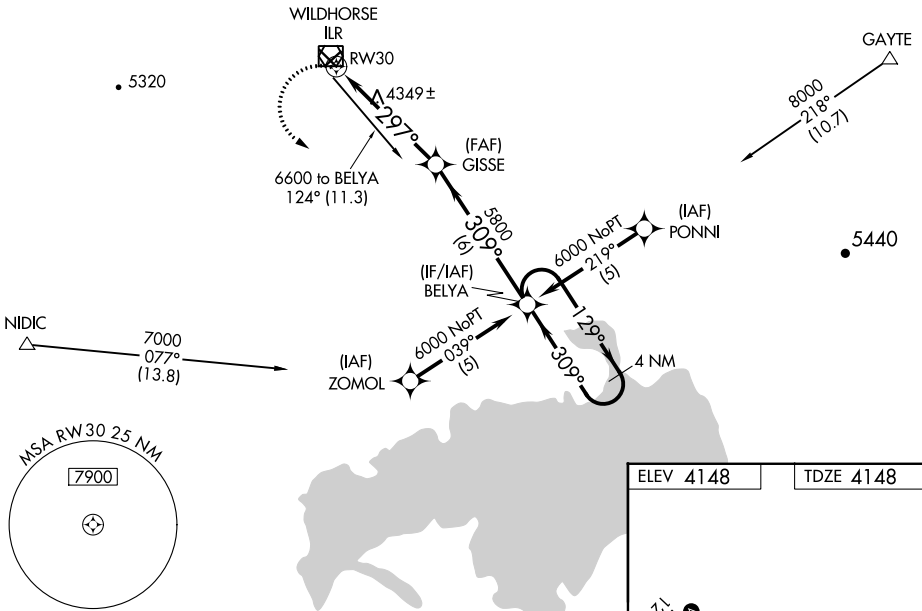 WILDHORSE
ILR
RW30
GAYTE
5320
4349±
8000
218°
(10.7)
297°
(FAF)
GISSE
6600 to BELYA
124° (11.3)
5800
309°
(6)
(IAF)
PONNI
6000 NoPT
219°
(5)
5440
(IF/IAF)
BELYA
NIDIC
7000
077°
(13.8)
6000 NoPT
039°
(5)
(IAF)
ZOMOL
129°
309°
4 NM
MSA RW30 25 NM
7900
ELEV 4148
TDZE 4148
12